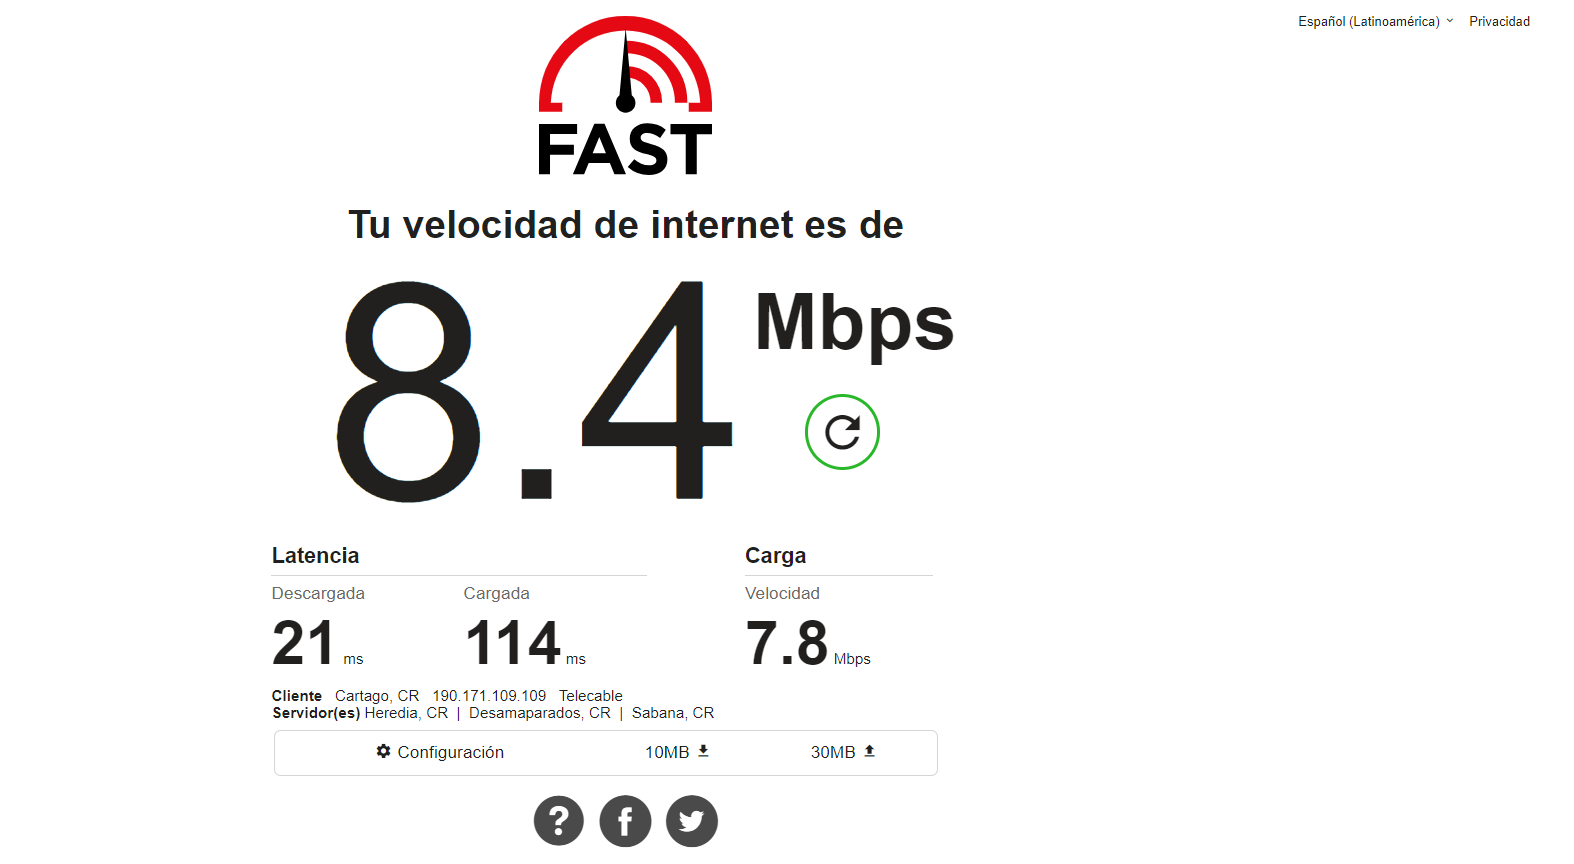 Español (Latinoamérica) Privacidad
FAST
Tu velocidad de internet es de
8.4 Mbps
Latencia Carga
Descargada Cargada Velocidad
21 ms 114 ms 7.8 Mbps
Cliente Cartago, CR 190.171.109.109 Telecable
Servidor(es) Heredia, CR | Desamaparados, CR | Sabana, CR
Configuración 10MB 30MB
?